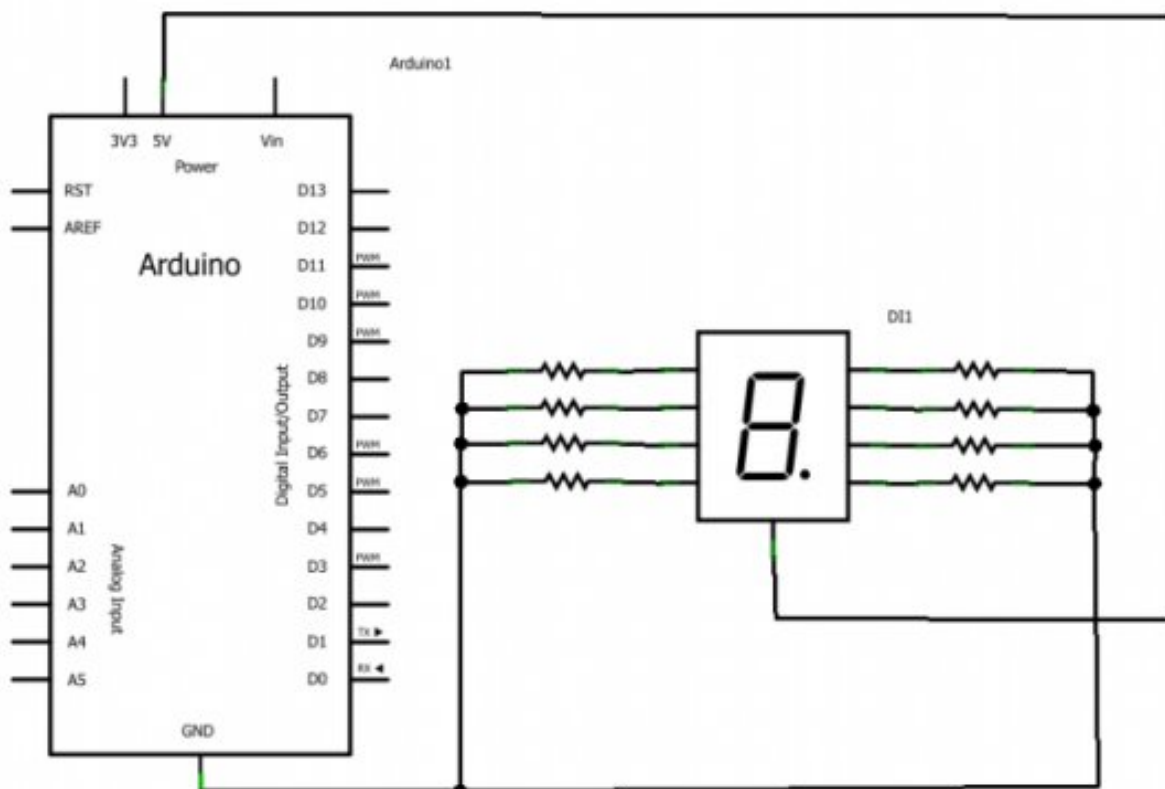 Arduino1
3V3 5V Vin
Power
RST D13
AREF D12
Arduino D11 PWM
D10 PWM
D9 PWM
DI1
D8
D7
D6 PWM
A0 D5 PWM
A1 D4
A2 D3 PWM
A3 D2
A4 D1 TX
A5 D0 RX
Digital Input/Output
Analog Input
GND